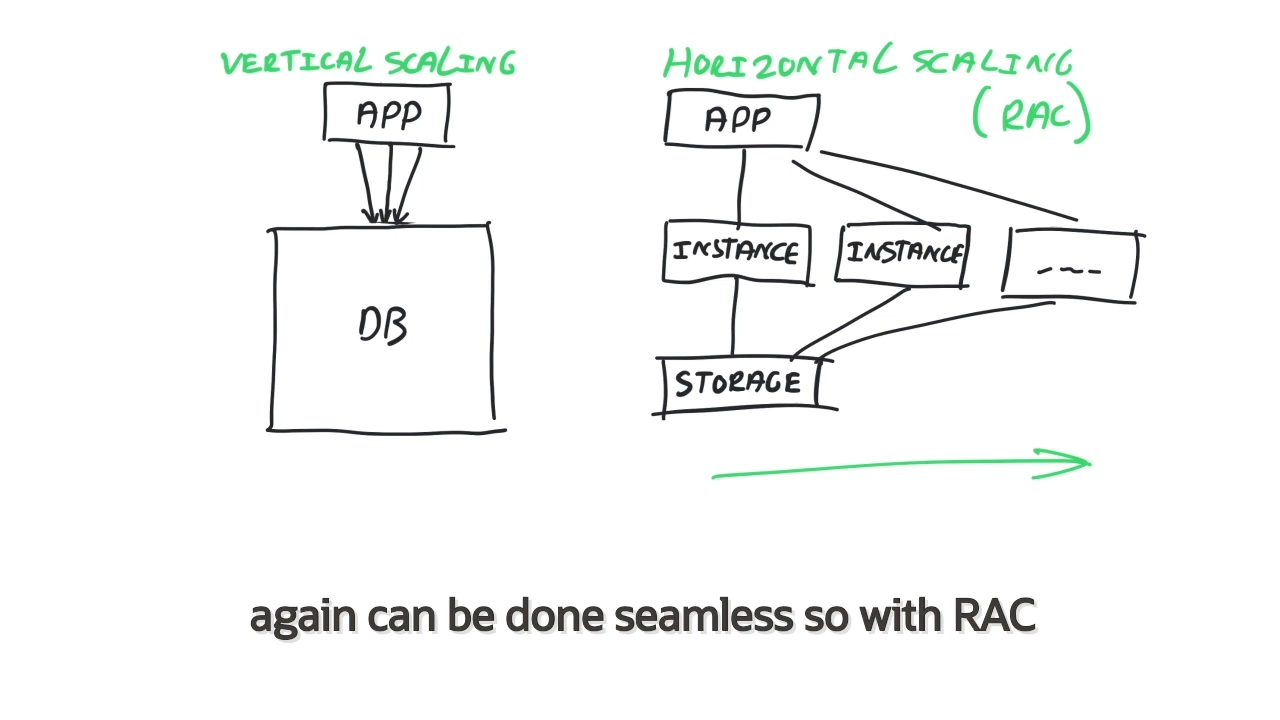 VERTICAL SCALING
APP
DB
HORIZONTAL SCALING
(RAC)
APP
INSTANCE
INSTANCE
----
STORAGE
again can be done seamless so with RAC